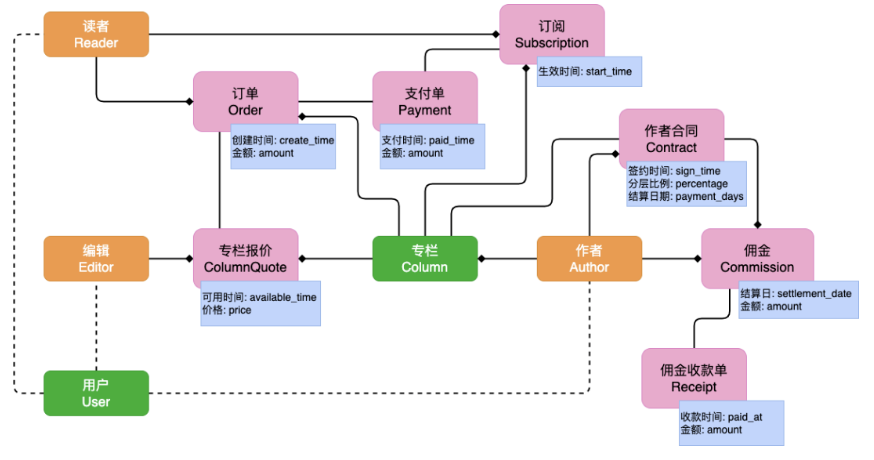 读者
Reader
订阅
Subscription
生效时间: start_time
订单
Order
创建时间: create_time
金额: amount
支付单
Payment
支付时间: paid_time
金额: amount
作者合同
Contract
签约时间: sign_time
分层比例: percentage
结算日期: payment_days
编辑
Editor
专栏报价
ColumnQuote
可用时间: available_time
价格: price
专栏
Column
作者
Author
佣金
Commission
结算日: settlement_date
金额: amount
用户
User
佣金收款单
Receipt
收款时间: paid_at
金额: amount